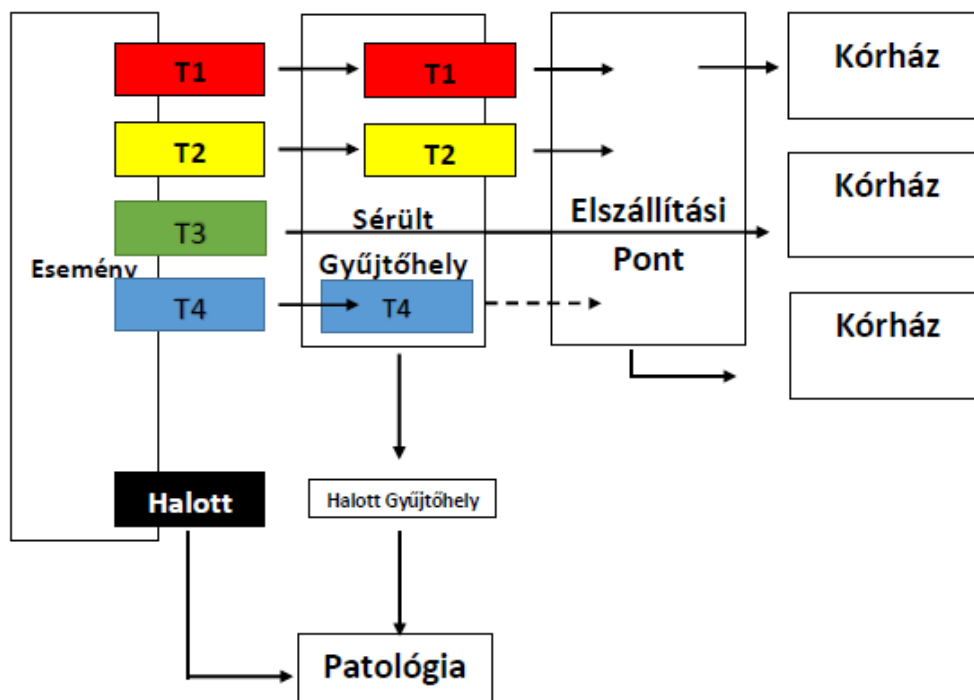 T1
T1
Kórház
T2
T2
Kórház
T3
Sérült
Elszállítási
Esemény
Gyűjtőhely
Pont
T4
T4
Kórház
Halott
Halott Gyűjtőhely
Patológia